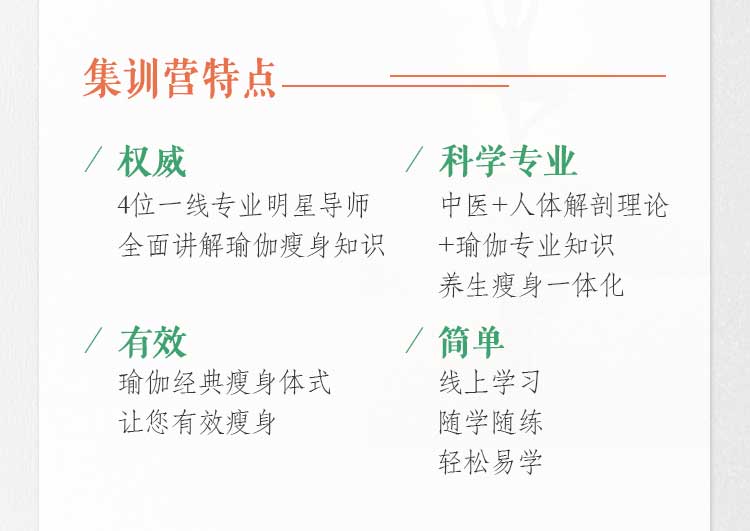 集训营特点
权威
4位一线专业明星导师
全面讲解瑜伽瘦身知识
科学专业
中医+人体解剖理论
+瑜伽专业知识
养生瘦身一体化
有效
瑜伽经典瘦身体式
让您有效瘦身
简单
线上学习
随学随练
轻松易学